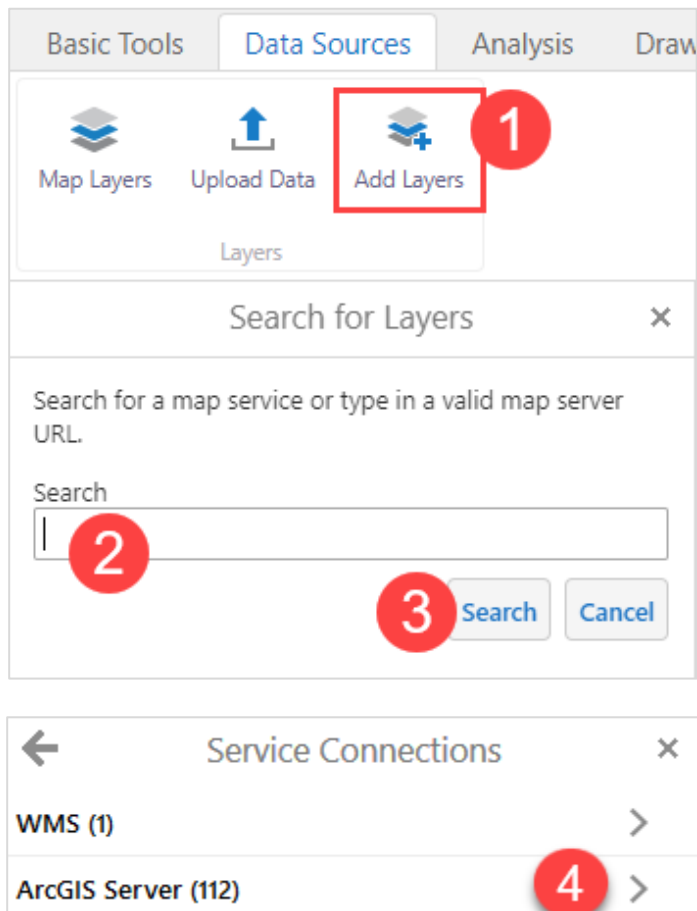 Basic Tools Data Sources Analysis Draw
1
Map Layers Upload Data Add Layers
Layers
Search for Layers ×
Search for a map service or type in a valid map server
URL.
Search
2
3 Search Cancel
Service Connections ×
WMS (1)
ArcGIS Server (112) 4